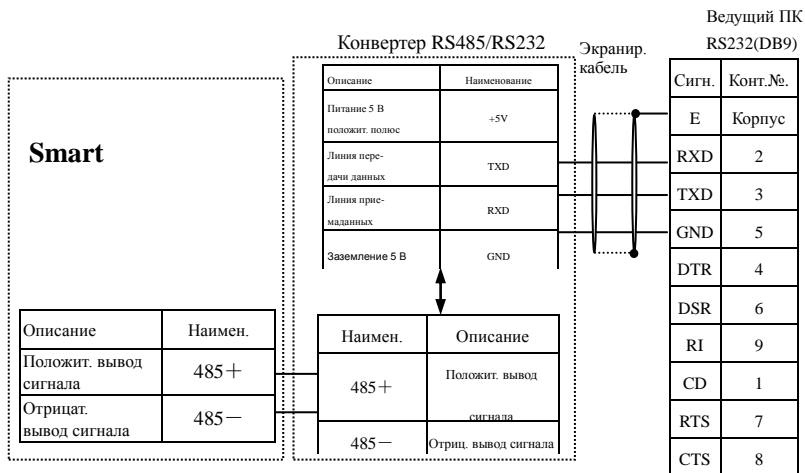 Ведущий ПК
RS232(DB9)
Конвертер RS485/RS232
Экранир.
кабель
Smart
Описание Наименование
Питание 5 В
положит. полюс
+5V
Линия пере-
дачи данных
TXD
Линия прие-
маданных
RXD
Заземление 5 В GND
Сигн. Конт.№.
E Корпус
RXD 2
TXD 3
GND 5
DTR 4
DSR 6
RI 9
CD 1
RTS 7
CTS 8
Описание Наимен.
Положит. вывод
сигнала
485+
Отрицат.
вывод сигнала
485−
Наимен. Описание
485+
Положит. вывод
сигнала
485− Отриц. вывод сигнала